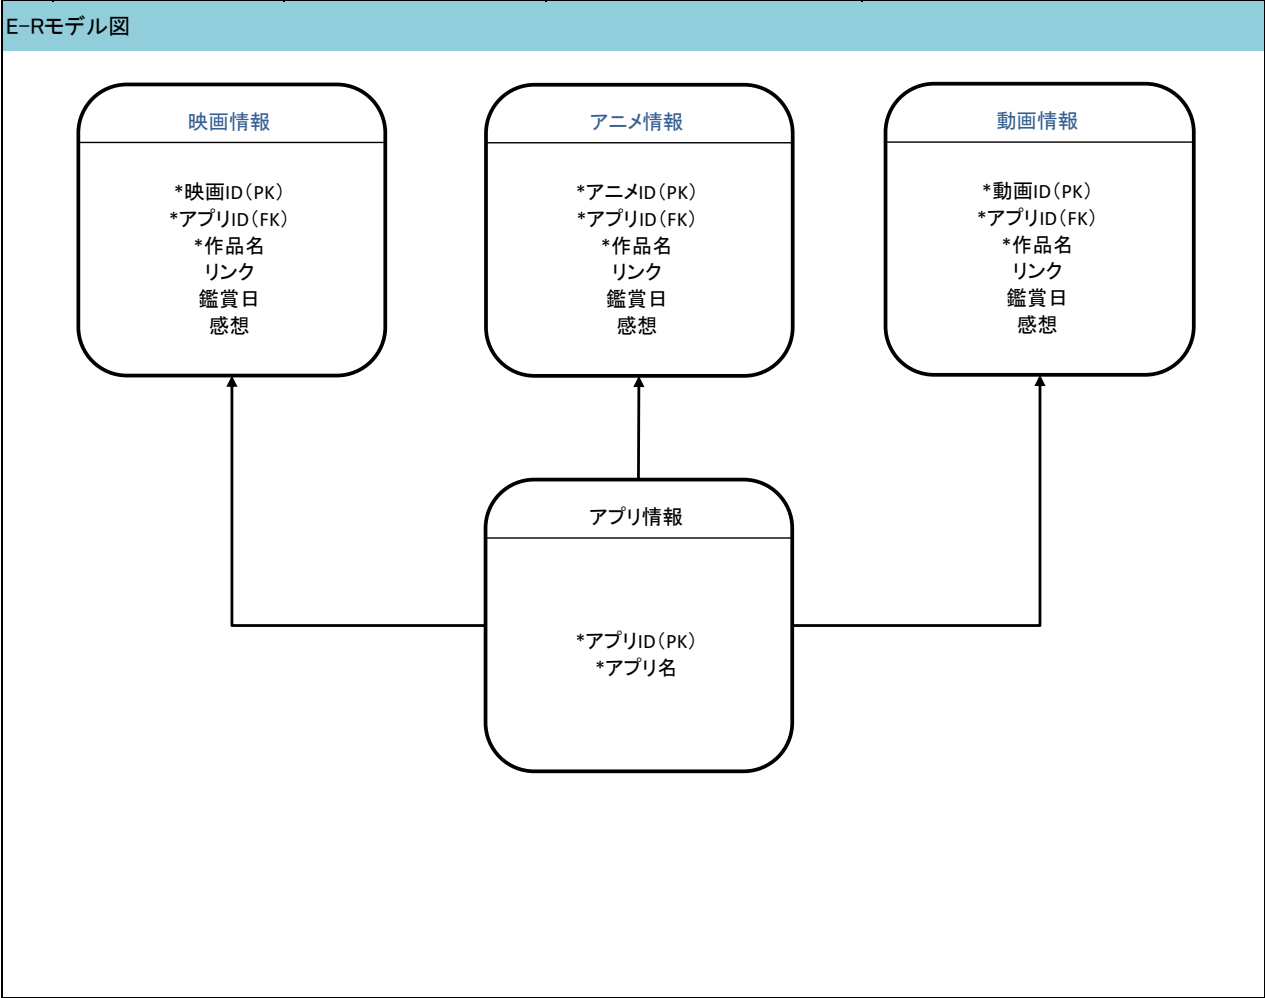 E-Rモデル図
映画情報
*映画ID(PK)
*アプリID(FK)
*作品名
リンク
鑑賞日
感想
アニメ情報
*アニメID(PK)
*アプリID(FK)
*作品名
リンク
鑑賞日
感想
動画情報
*動画ID(PK)
*アプリID(FK)
*作品名
リンク
鑑賞日
感想
アプリ情報
*アプリID(PK)
*アプリ名